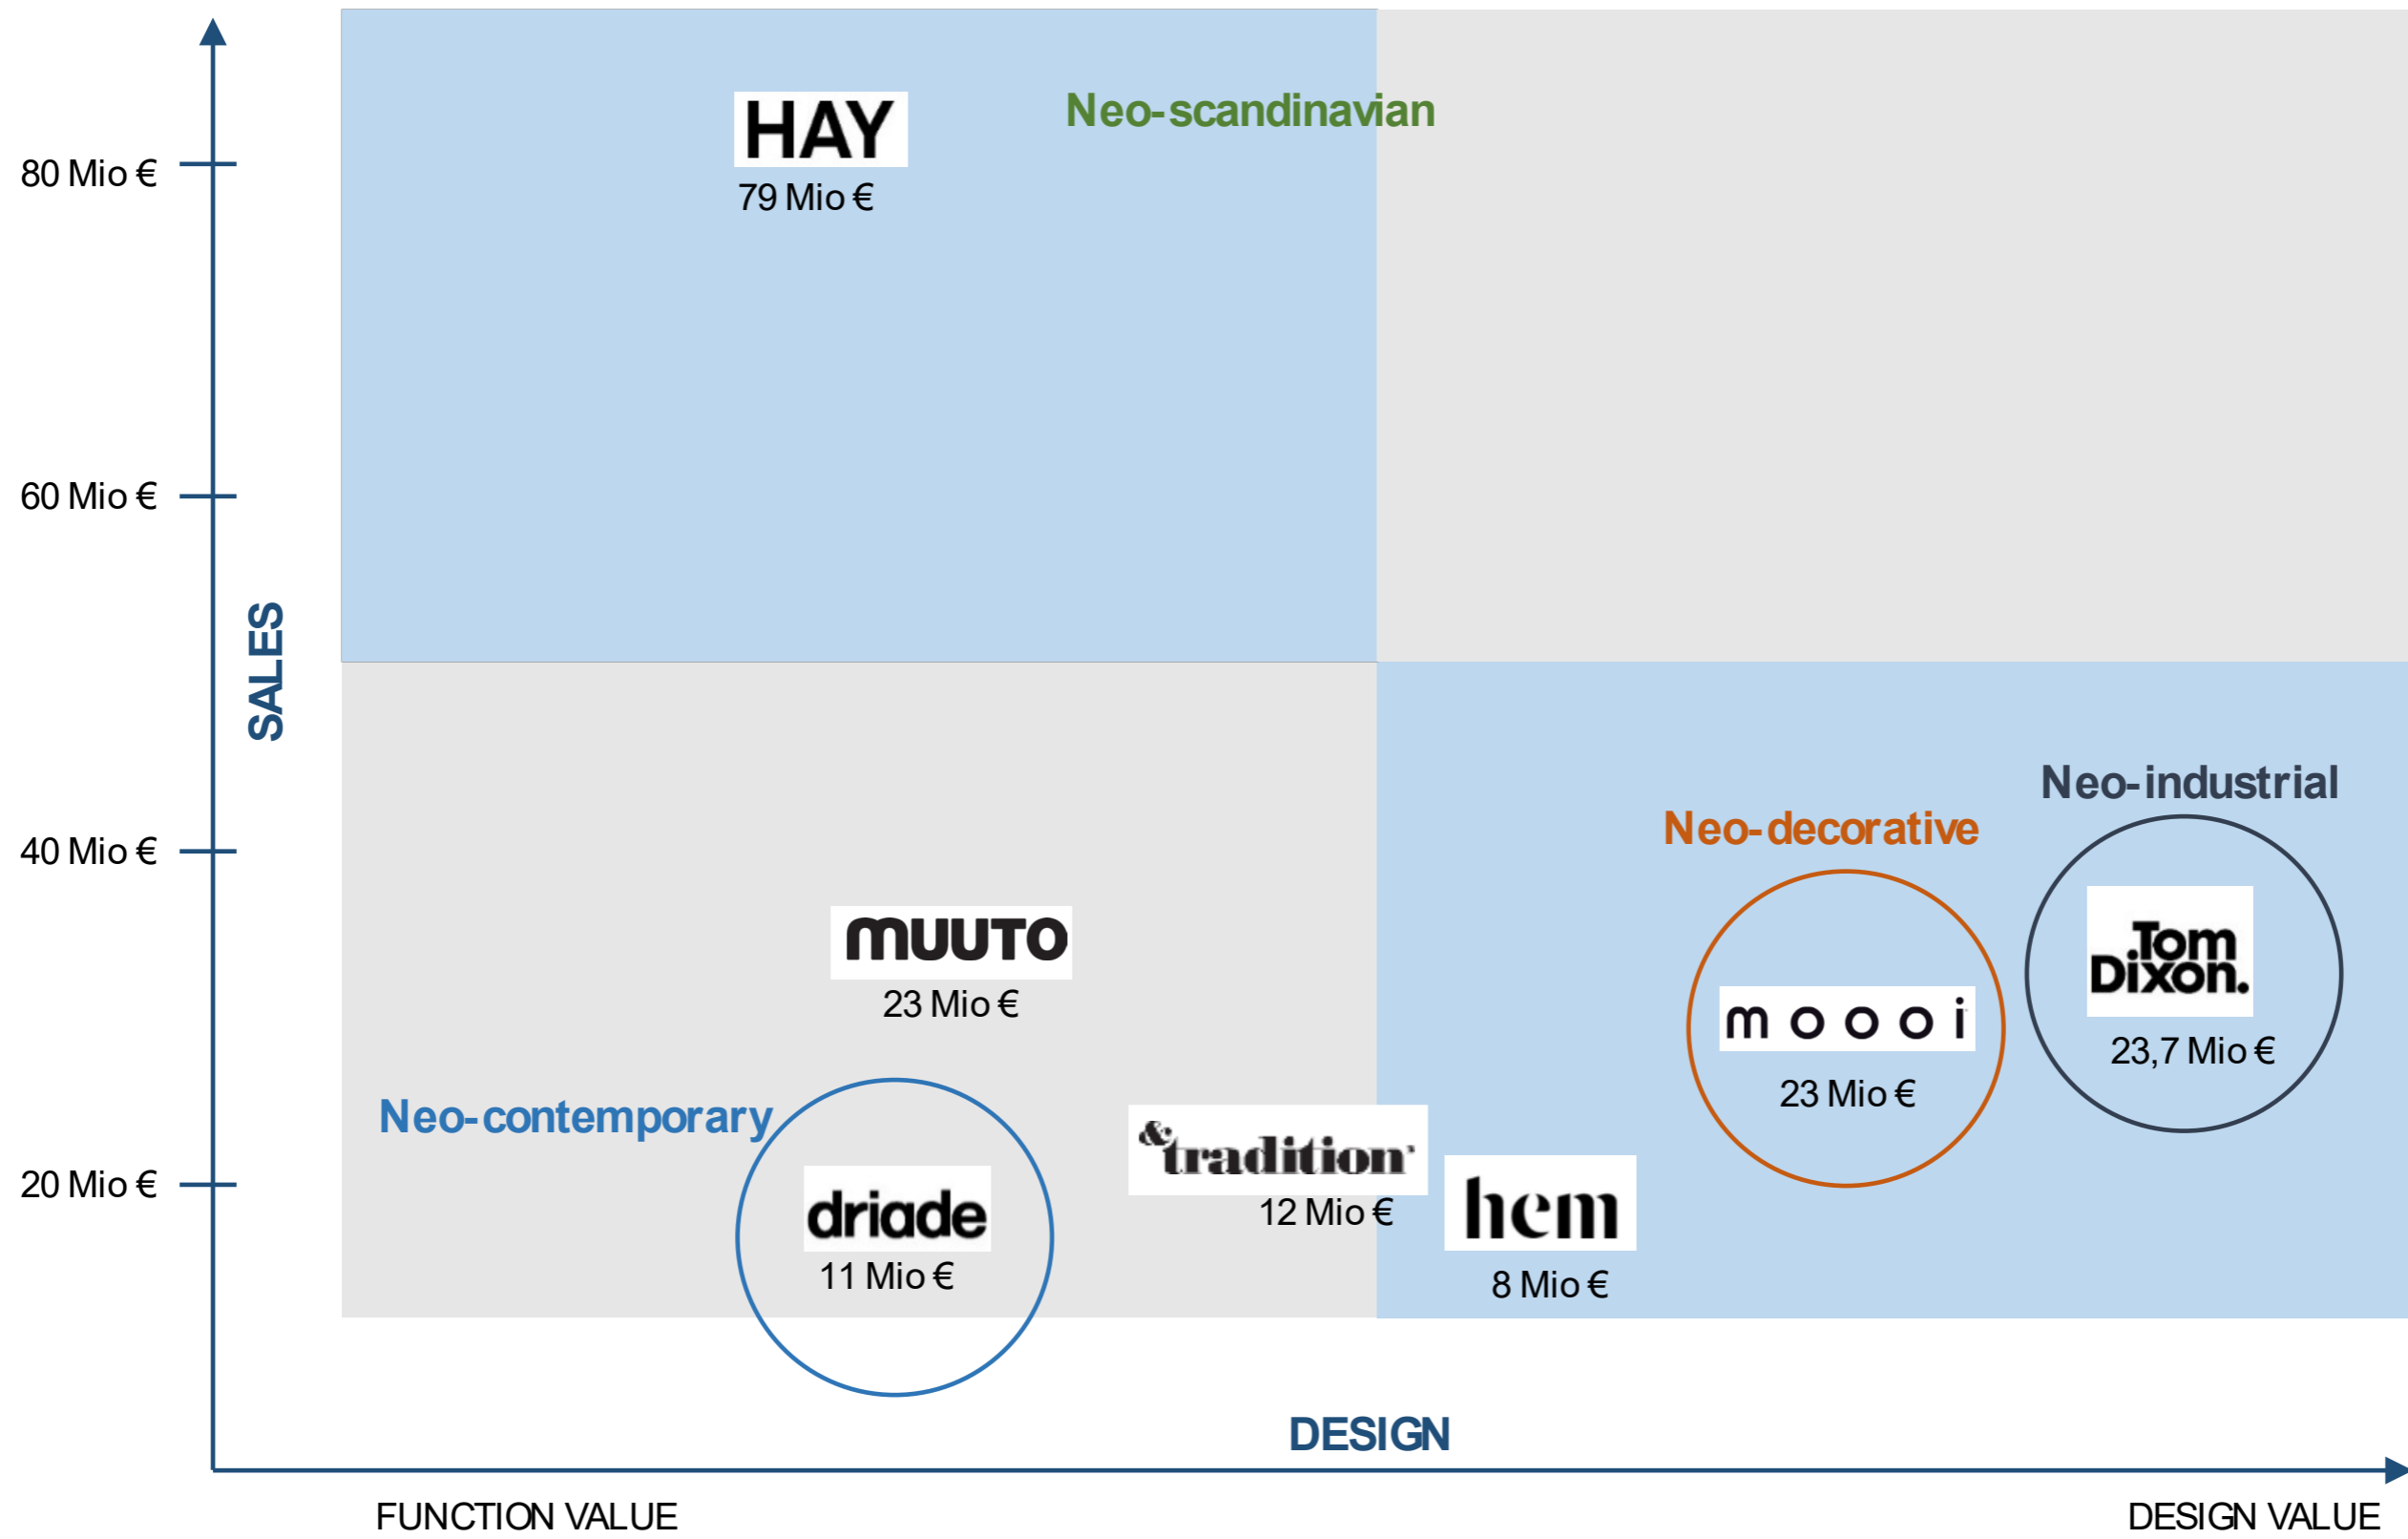 HAY
Neo-scandinavian
80 Mio €
79 Mio €
60 Mio €
SALES
Neo-industrial
Neo-decorative
40 Mio €
muuto
Tom
Dixon.
23 Mio €
moooi
23,7 Mio €
23 Mio €
Neo-contemporary
&tradition
20 Mio €
driade
12 Mio €
hem
11 Mio €
8 Mio €
DESIGN
FUNCTION VALUE
DESIGN VALUE